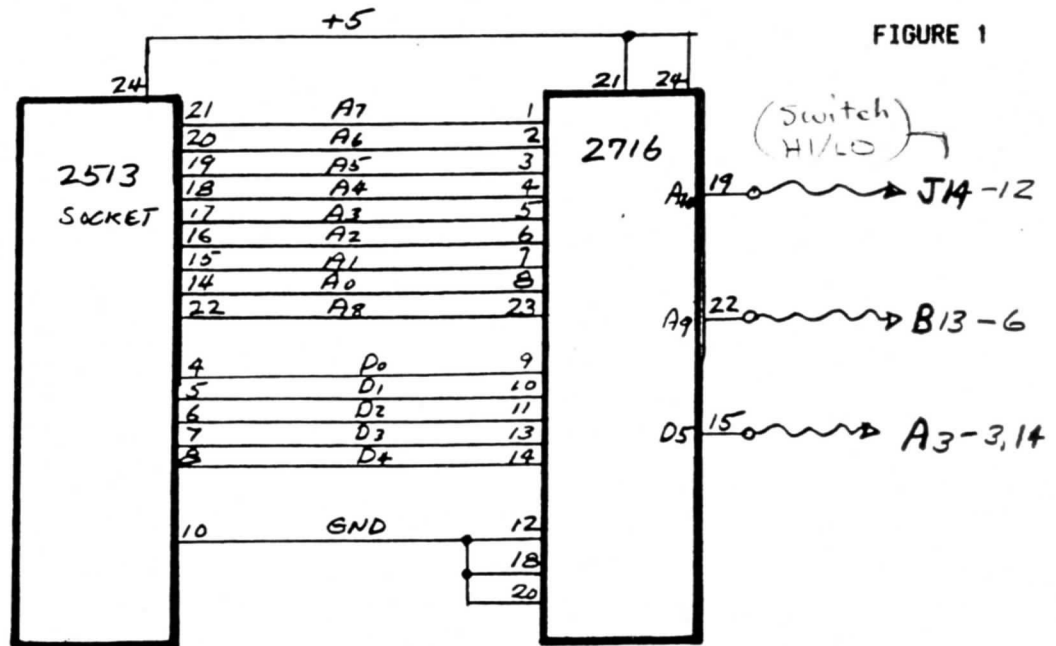 +5
FIGURE 1
24
21
24
2513
SOCKET
2716
21 A7 1
20 A6 2
19 A5 3
18 A4 4
17 A3 5
16 A2 6
15 A1 7
14 A0 8
22 A8 23
4 D0 9
5 D1 10
6 D2 11
7 D3 13
8 D4 14
10 GND 12
18
20
(Switch
HI/LO)
A10 19 J14-12
A9 22 B13-6
D5 15 A3-3,14